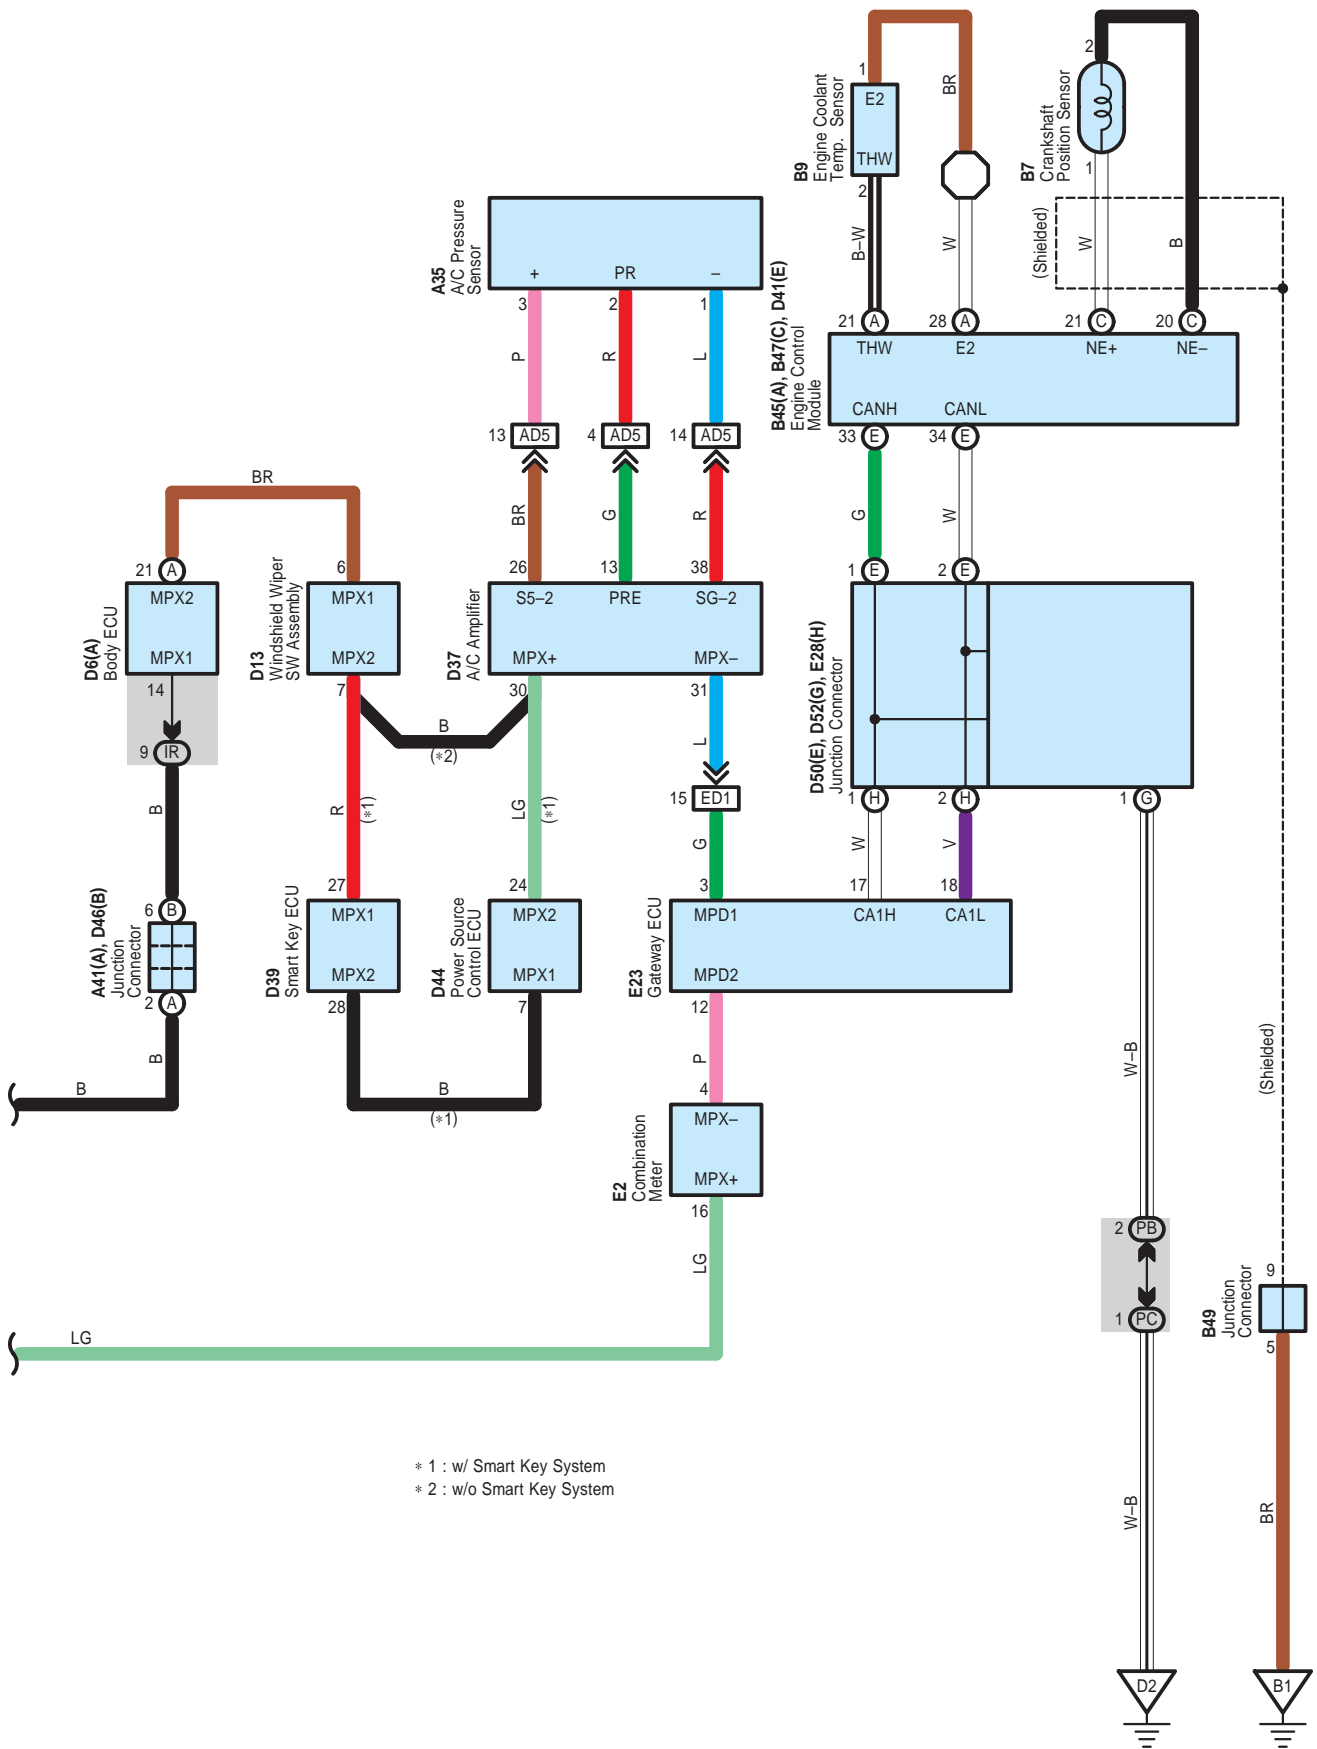 2
1
BR
E2
THW
2
B9
Engine Coolant
Temp. Sensor
B7
Crankshaft
Position Sensor
1
(Shielded)
B–W
W
W
B
A35
A/C Pressure
Sensor
+ PR –
3 2 1
P R L
13 AD5 4 AD5 14 AD5
B45(A), B47(C), D41(E)
Engine Control
Module
21 A 28 A 21 C 20 C
THW E2 NE+ NE–
CANH CANL
33 E 34 E
G W
BR
BR G R
21 A
MPX2
MPX1
D6(A)
Body ECU
14
9 IR
6
MPX1
MPX2
D13
Windshield Wiper
SW Assembly
7
26 13 38
S5–2 PRE SG–2
MPX+ MPX–
D37
A/C Amplifier
30 31
1 E 2 E
D50(E), D52(G), E28(H)
Junction Connector
1 H 2 H 1 G
B
(*2)
L
B
R
(*1)
LG
(*1)
15 ED1
G
W V
A41(A), D46(B)
Junction
Connector
6 B
2 A
27
MPX1
MPX2
D39
Smart Key ECU
28
24
MPX2
MPX1
D44
Power Source
Control ECU
7
3 17 18
MPD1 CA1H CA1L
MPD2
E23
Gateway ECU
12
B
B
B
(*1)
P
4
MPX–
MPX+
E2
Combination
Meter
16
LG
LG
W–B
(Shielded)
2 PB
1 PC
9
B49
Junction
Connector
5
* 1 : w/ Smart Key System
* 2 : w/o Smart Key System
W–B
BR
D2
B1